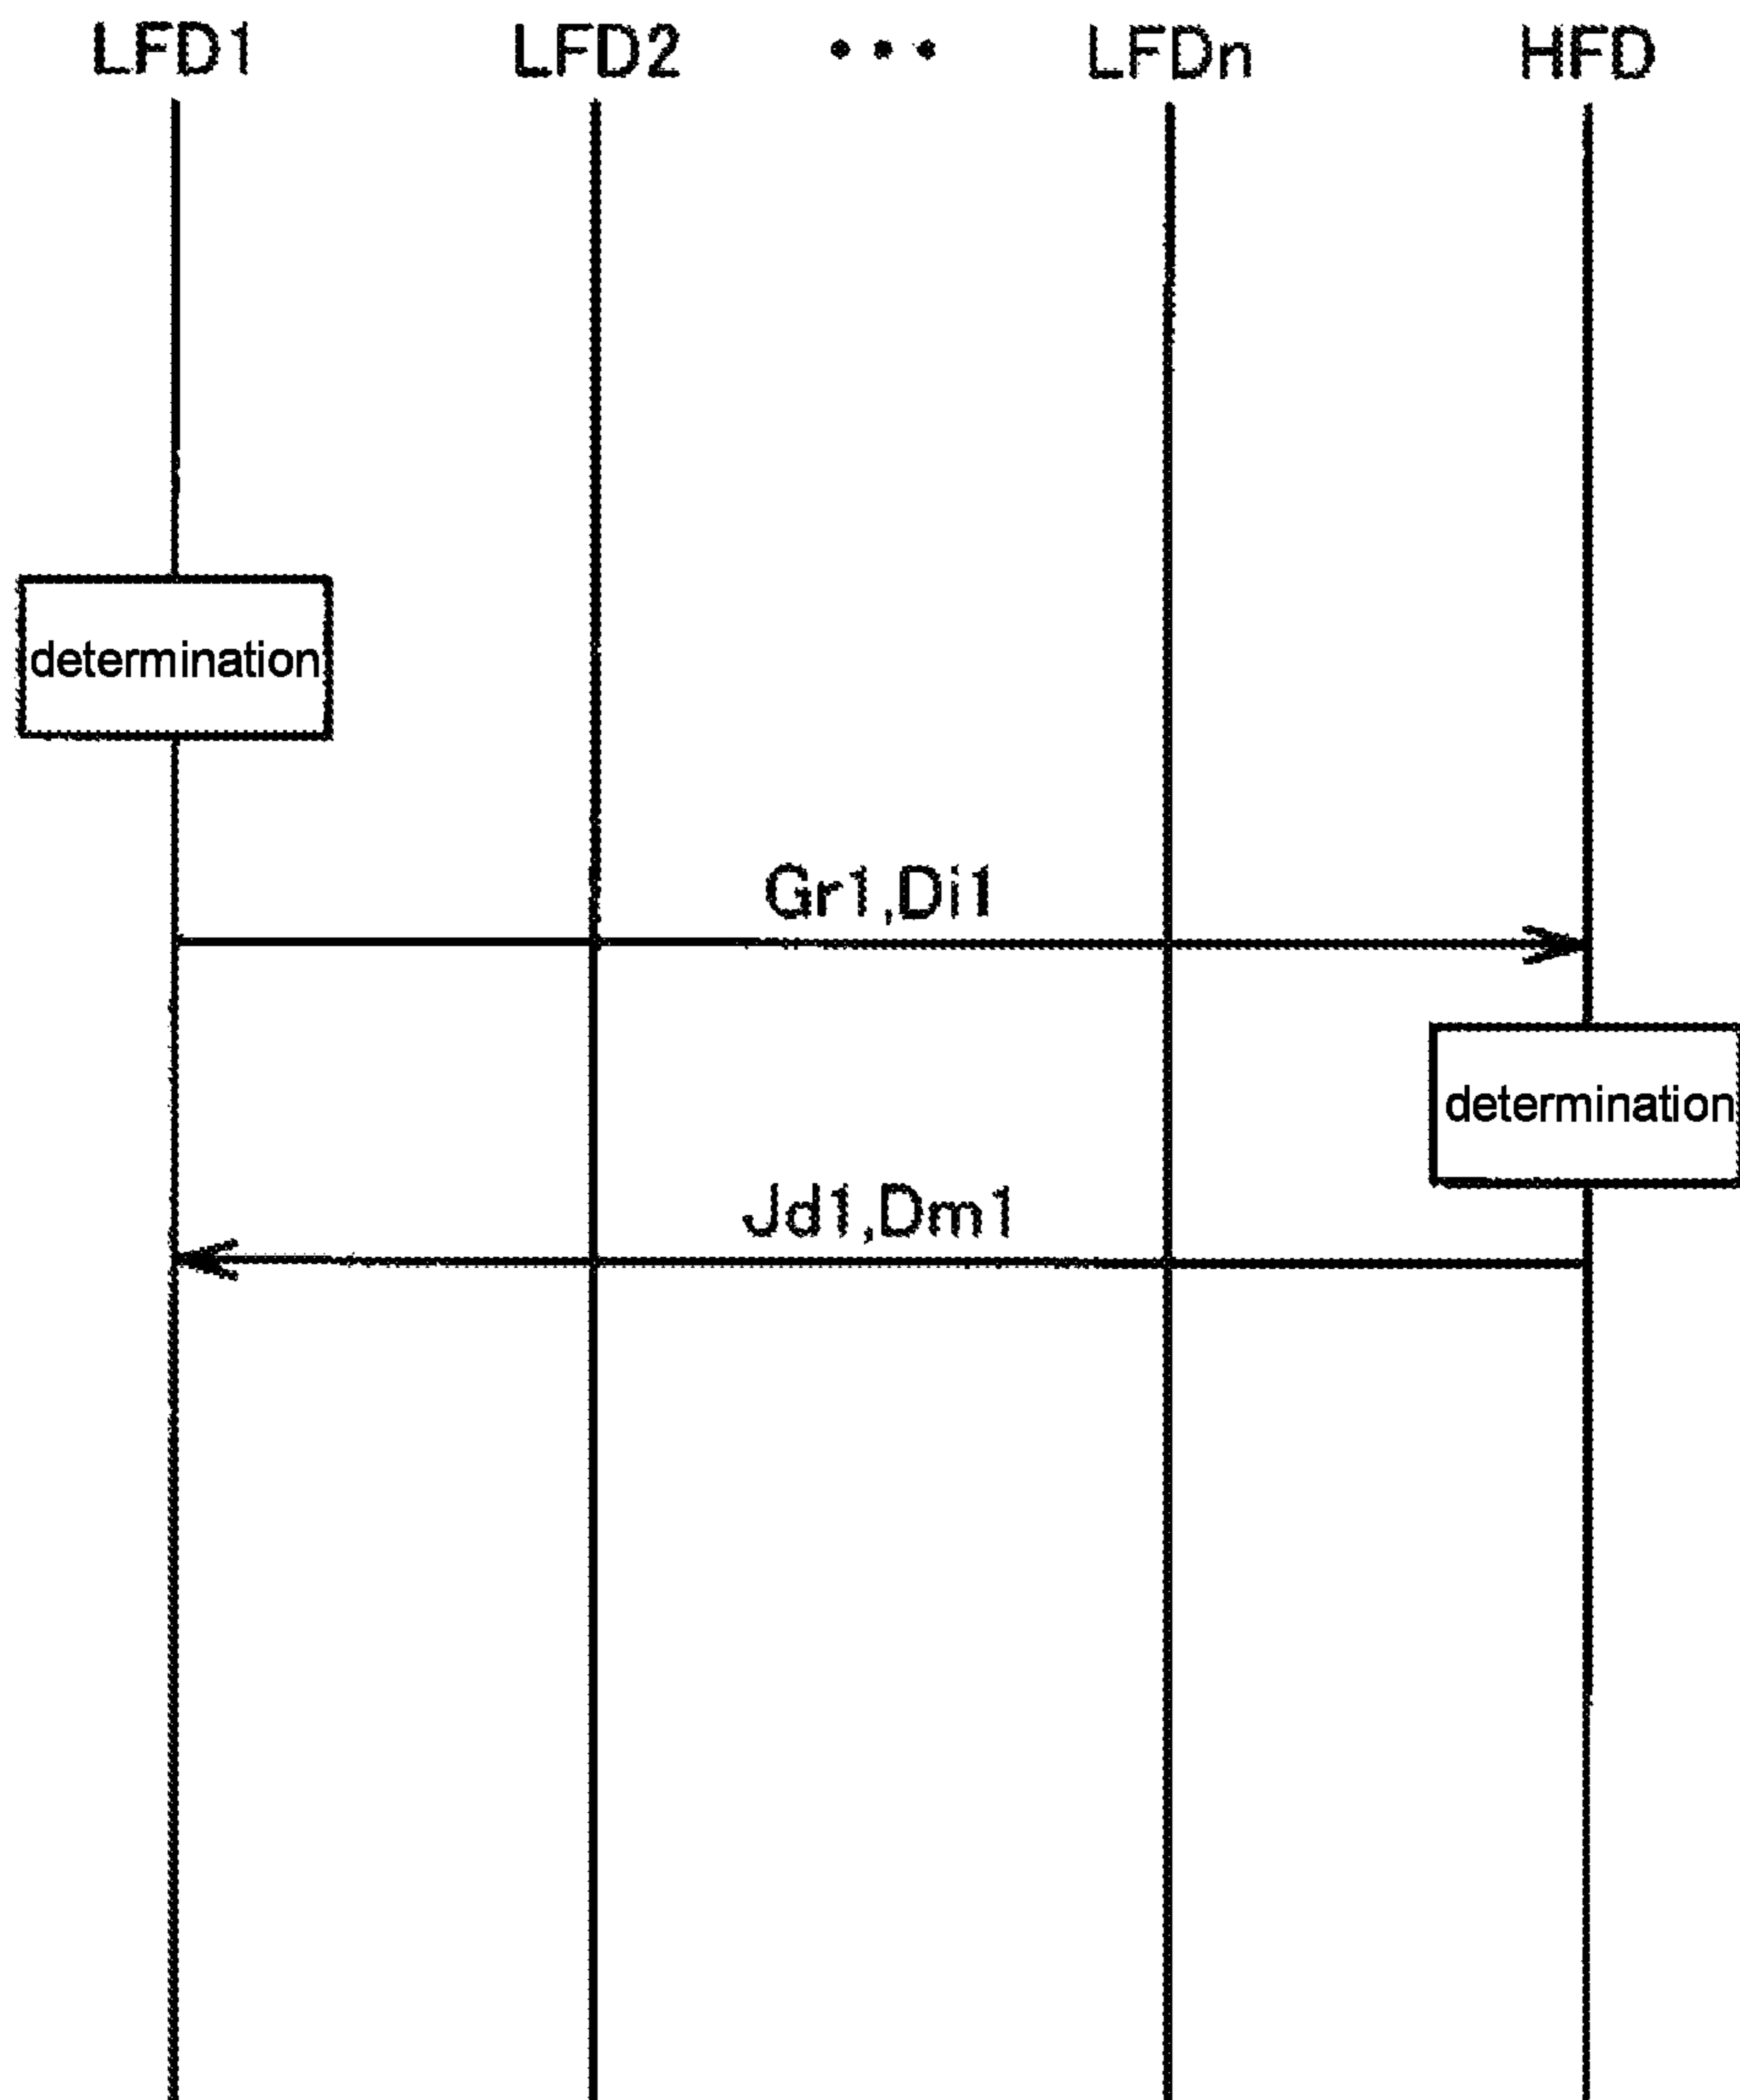 LFD1 LFD2 ••• LFDn HFD
determination
Gr1,Di1
determination
Jd1,Dm1